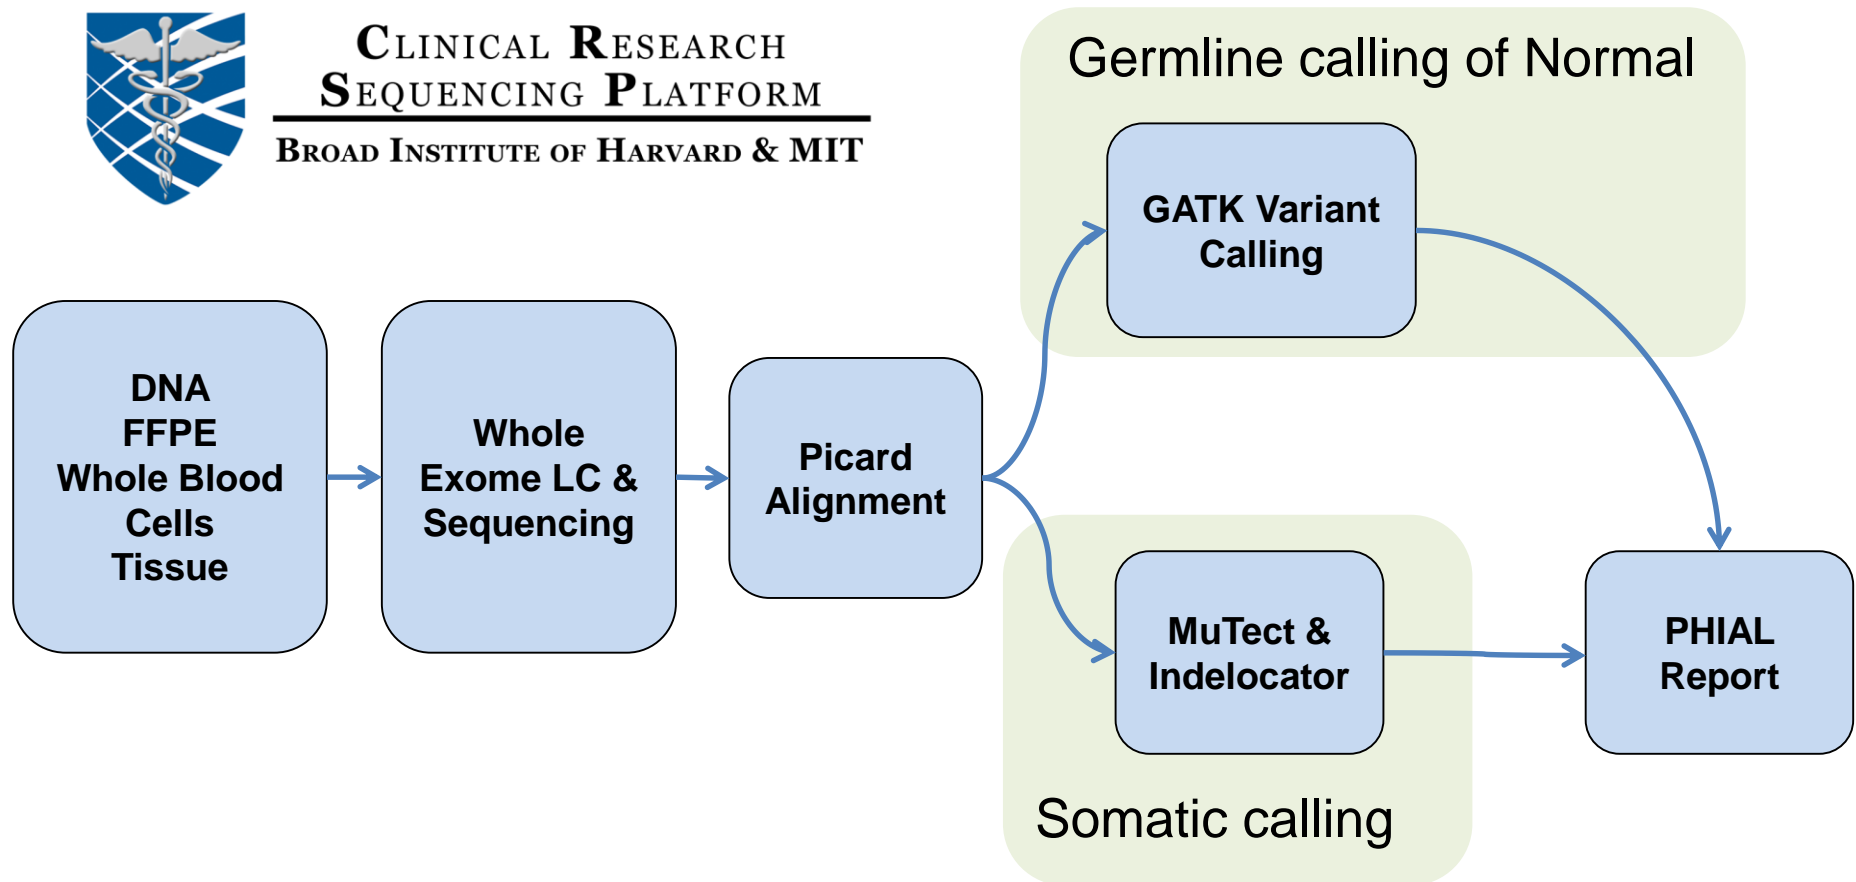 CLINICAL RESEARCH
SEQUENCING PLATFORM
BROAD INSTITUTE OF HARVARD & MIT
Germline calling of Normal
GATK Variant
Calling
DNA
FFPE
Whole Blood
Cells
Tissue
Whole
Exome LC &
Sequencing
Picard
Alignment
MuTect &
Indelocator
Somatic calling
PHIAL
Report